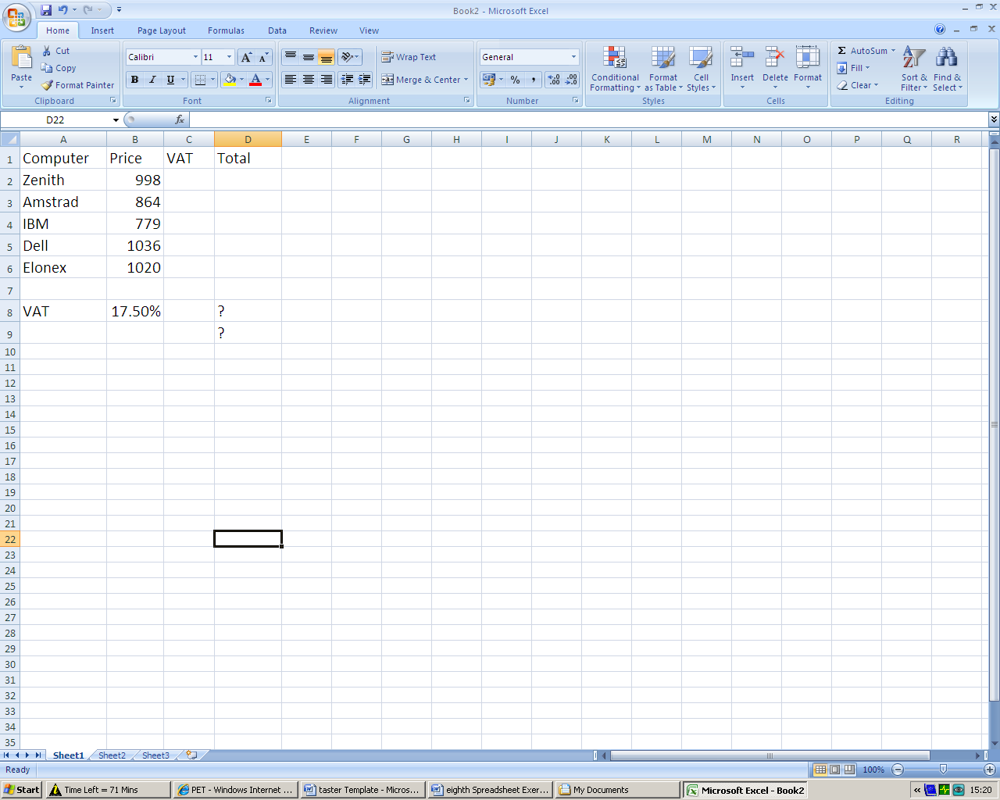 Book2 - Microsoft Excel
Home Insert Page Layout Formulas Data Review View
Paste
Cut
Copy
Format Painter
Clipboard
Calibri 11
B I U
A A
Font
Wrap Text
Merge & Center
Alignment
General
% , .00 .0
Number
Conditional Formatting
Format as Table
Cell Styles
Styles
Insert Delete Format
Cells
Σ AutoSum
Fill
Clear
Sort & Filter
Find & Select
Editing
D22 fx
A B C D E F G H I J K L M N O P Q R
1 Computer Price VAT Total
2 Zenith 998
3 Amstrad 864
4 IBM 779
5 Dell 1036
6 Elonex 1020
7
8 VAT 17.50% ?
9 ?
10
11
12
13
14
15
16
17
18
19
20
21
22
23
24
25
26
27
28
29
30
31
32
33
34
35
Sheet1 Sheet2 Sheet3
Ready 100%
Start Time Left = 71 Mins PET - Windows Internet ... taster Template - Micros... eighth Spreadsheet Exer... My Documents Microsoft Excel - Book2 « 15:20